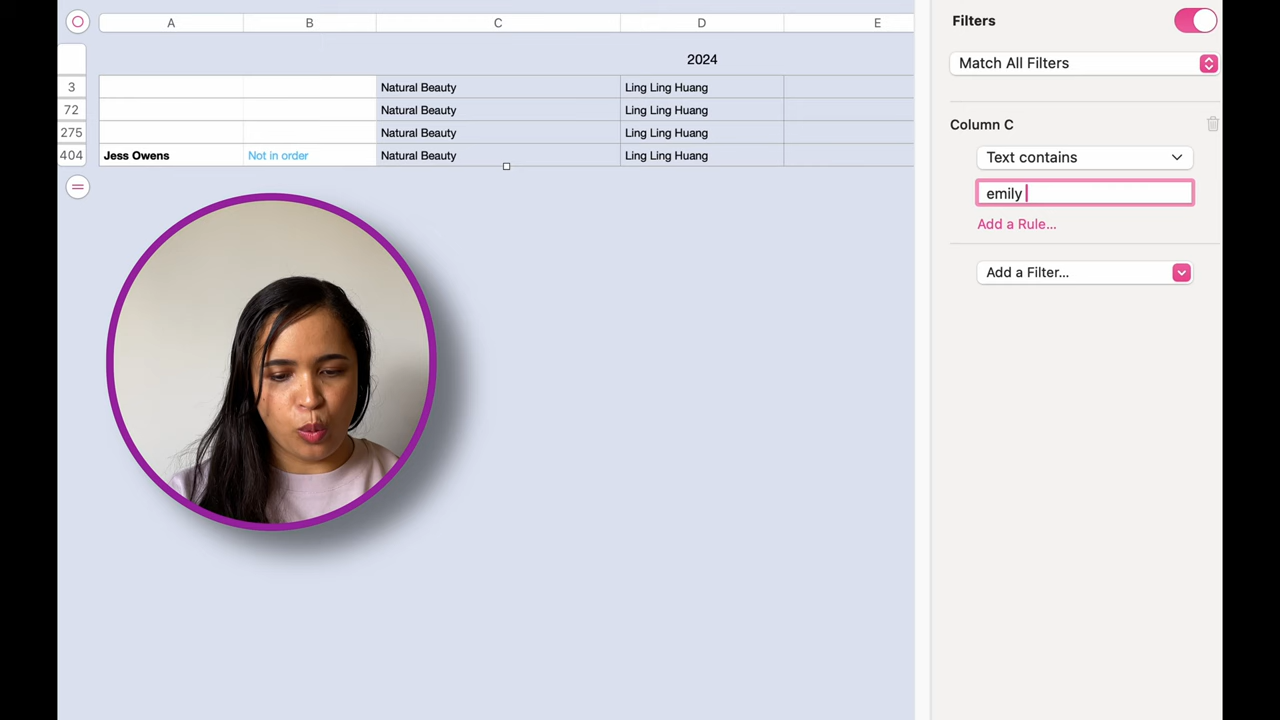 A B C D E
2024
3 Natural Beauty Ling Ling Huang
72 Natural Beauty Ling Ling Huang
275 Natural Beauty Ling Ling Huang
404 Jess Owens Not in order Natural Beauty Ling Ling Huang
Filters
Match All Filters
Column C
Text contains
emily
Add a Rule...
Add a Filter...